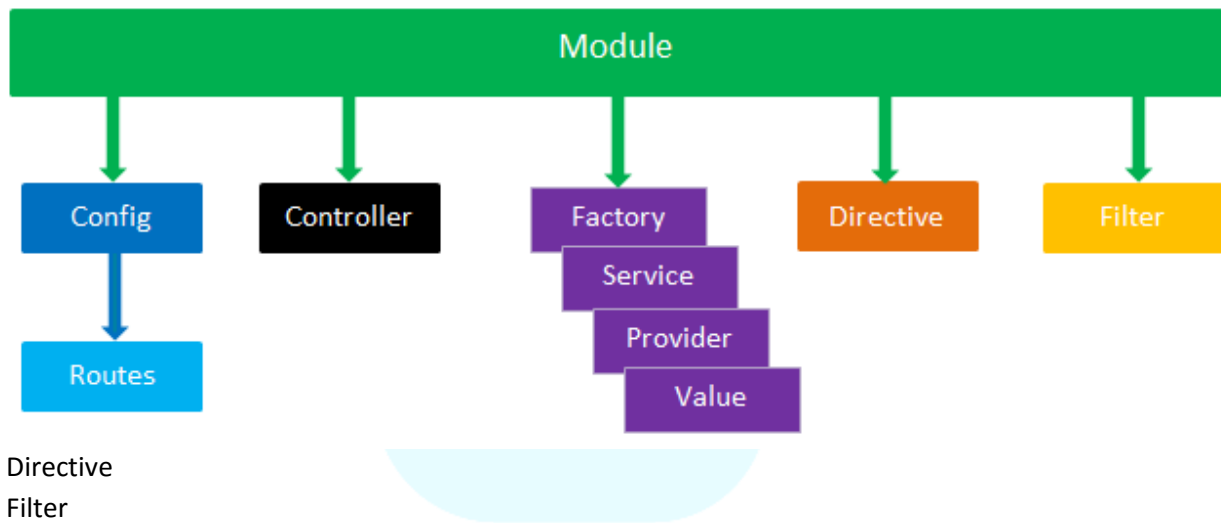 Module
Config
Controller
Factory
Directive
Filter
Service
Provider
Routes
Value
Directive
Filter